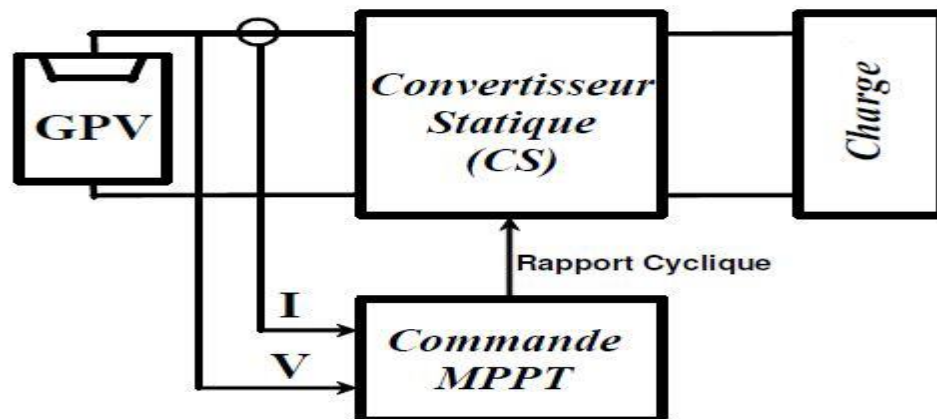 GPV
Convertisseur
Statique
(CS)
Charge
Rapport Cyclique
I
V
Commande
MPPT